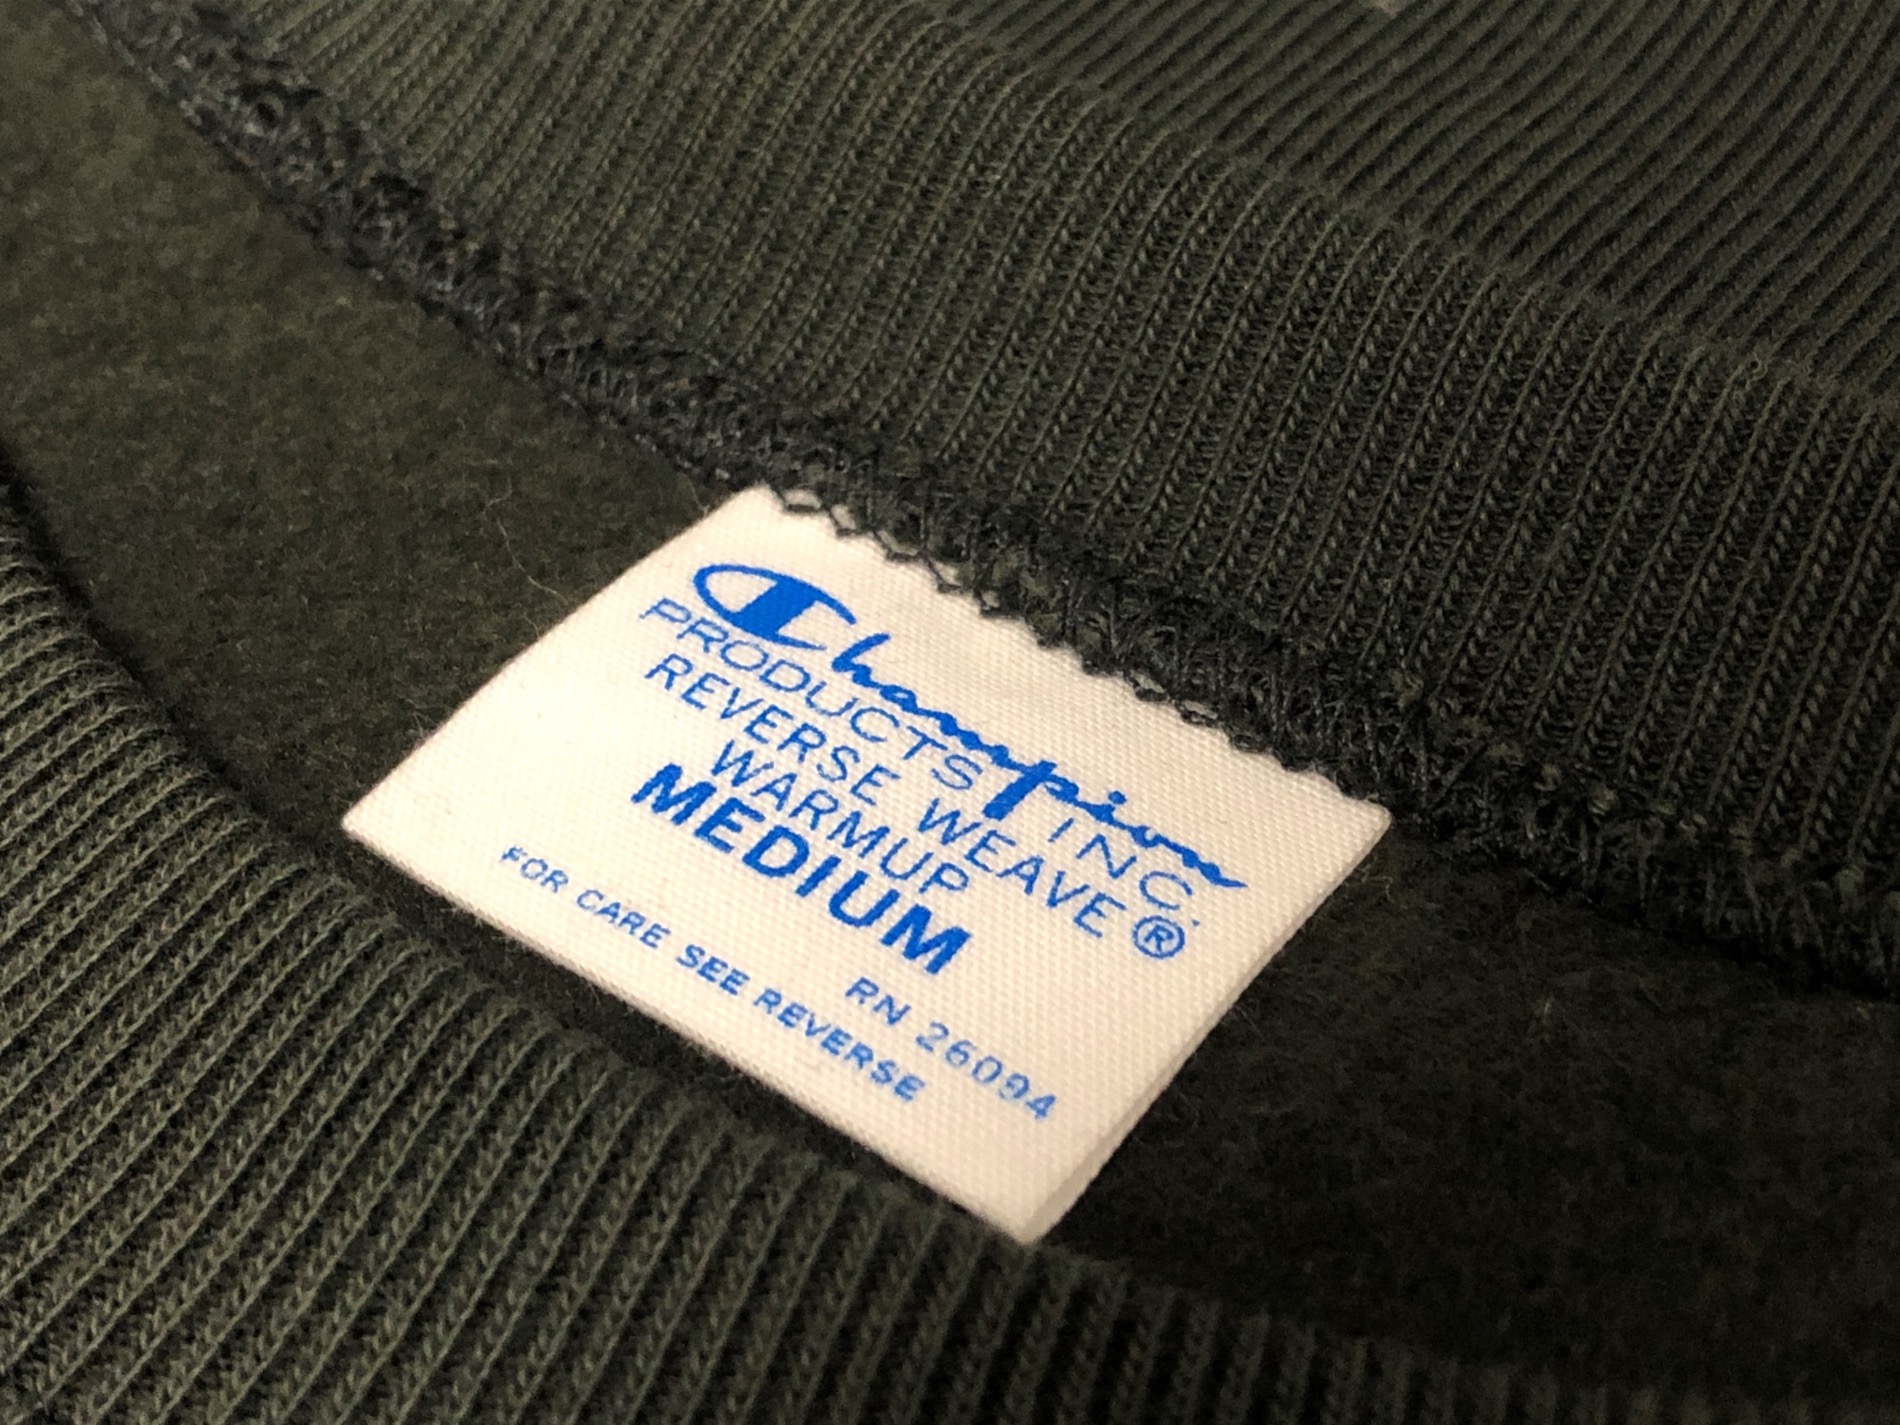 Champion
PRODUCTS INC.
REVERSE WEAVE®
WARMUP
MEDIUM
RN 26094
FOR CARE SEE REVERSE